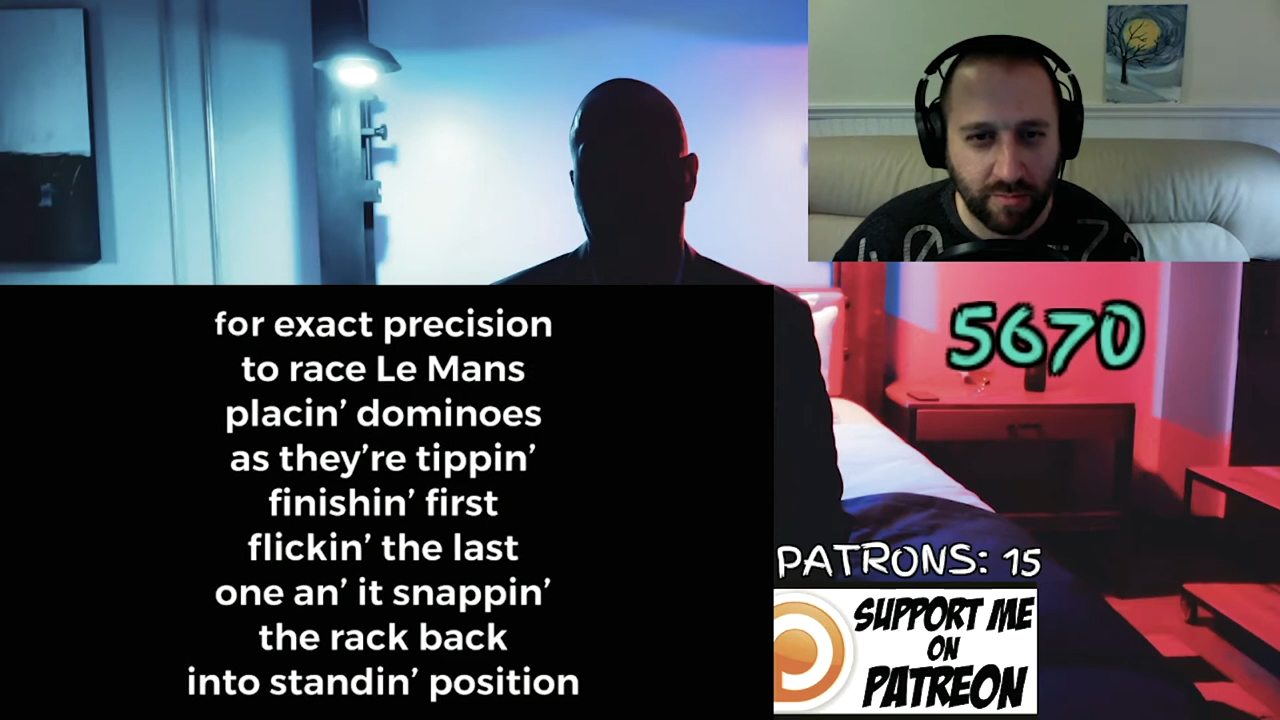 for exact precision
to race Le Mans
placin’ dominoes
as they’re tippin’
finishin’ first
flickin’ the last
one an’ it snappin’
the rack back
into standin’ position
5670
PATRONS: 15
SUPPORT ME
ON
PATREON